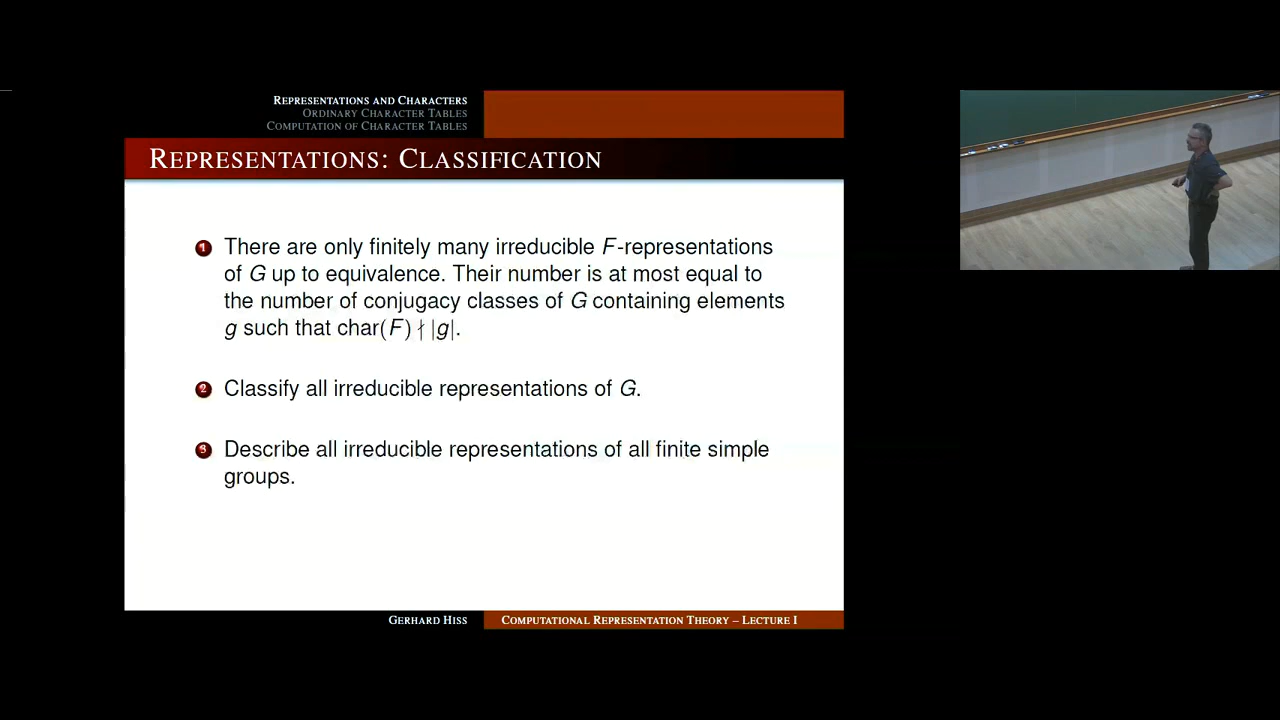 REPRESENTATIONS AND CHARACTERS
ORDINARY CHARACTER TABLES
COMPUTATION OF CHARACTER TABLES
REPRESENTATIONS: CLASSIFICATION
1 There are only finitely many irreducible F-representations
of G up to equivalence. Their number is at most equal to
the number of conjugacy classes of G containing elements
g such that char(F) ∤ |g|.
2 Classify all irreducible representations of G.
3 Describe all irreducible representations of all finite simple
groups.
GERHARD HISS
COMPUTATIONAL REPRESENTATION THEORY – LECTURE I